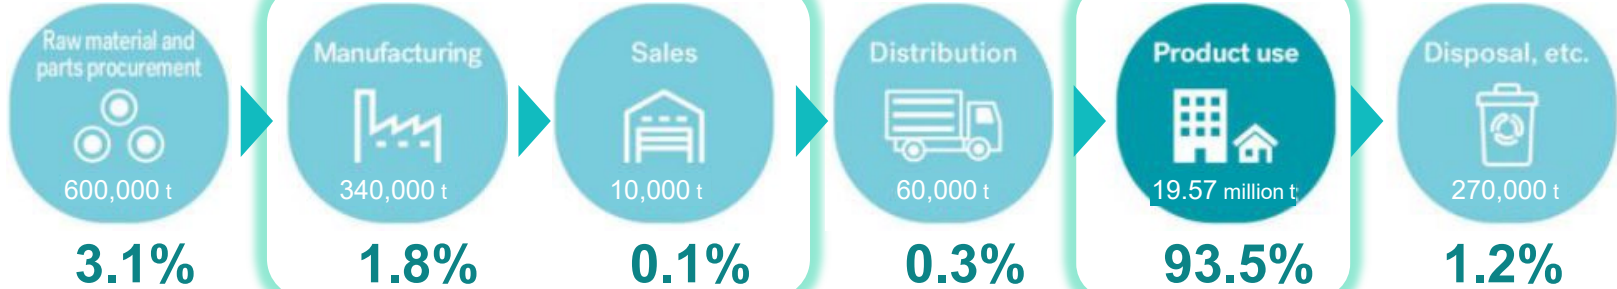 Raw material and
parts procurement
600,000 t
3.1%
Manufacturing
340,000 t
1.8%
Sales
10,000 t
0.1%
Distribution
60,000 t
0.3%
Product use
19.57 million t
93.5%
Disposal, etc.
270,000 t
1.2%